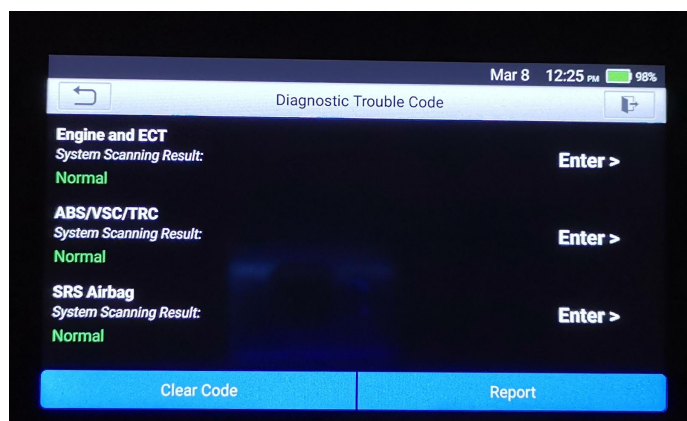 Mar 8 12:25 PM 98%
Diagnostic Trouble Code
Engine and ECT
System Scanning Result:
Enter >
Normal
ABS/VSC/TRC
System Scanning Result:
Enter >
Normal
SRS Airbag
System Scanning Result:
Enter >
Normal
Clear Code Report